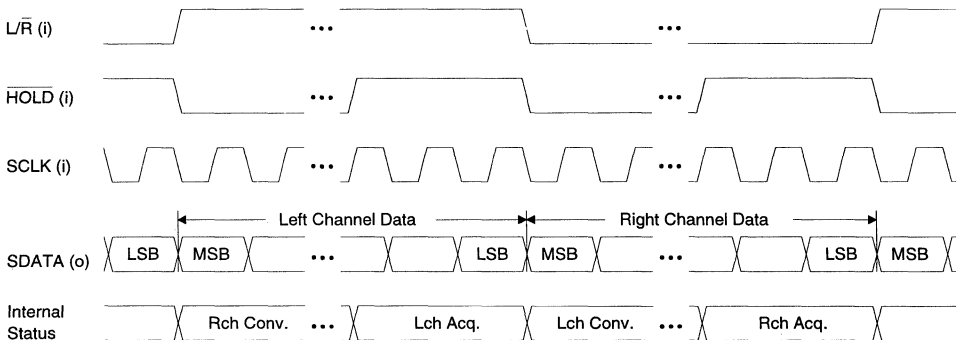 L/R̅ (i)
•••
•••
H̅O̅L̅D̅ (i)
•••
•••
SCLK (i)
•••
•••
Left Channel Data
Right Channel Data
SDATA (o)
LSB
MSB
•••
LSB
MSB
•••
LSB
MSB
Internal
Status
Rch Conv.
•••
Lch Acq.
Lch Conv.
•••
Rch Acq.